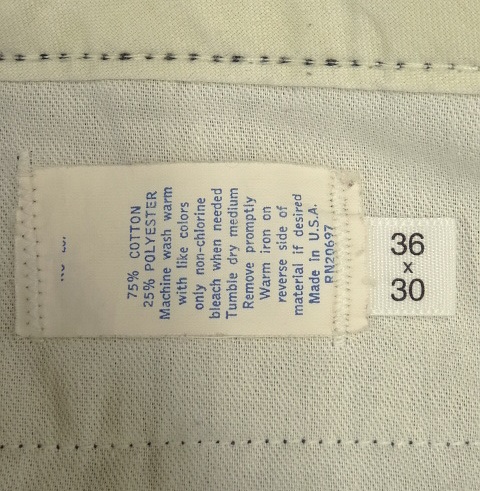 75% COTTON
25% POLYESTER
Machine wash warm
with like colors
only non-chlorine
bleach when needed
Tumble dry medium
Remove promptly
Warm iron on
reverse side of
material if desired
Made in U.S.A.
RN20697
36
x
30